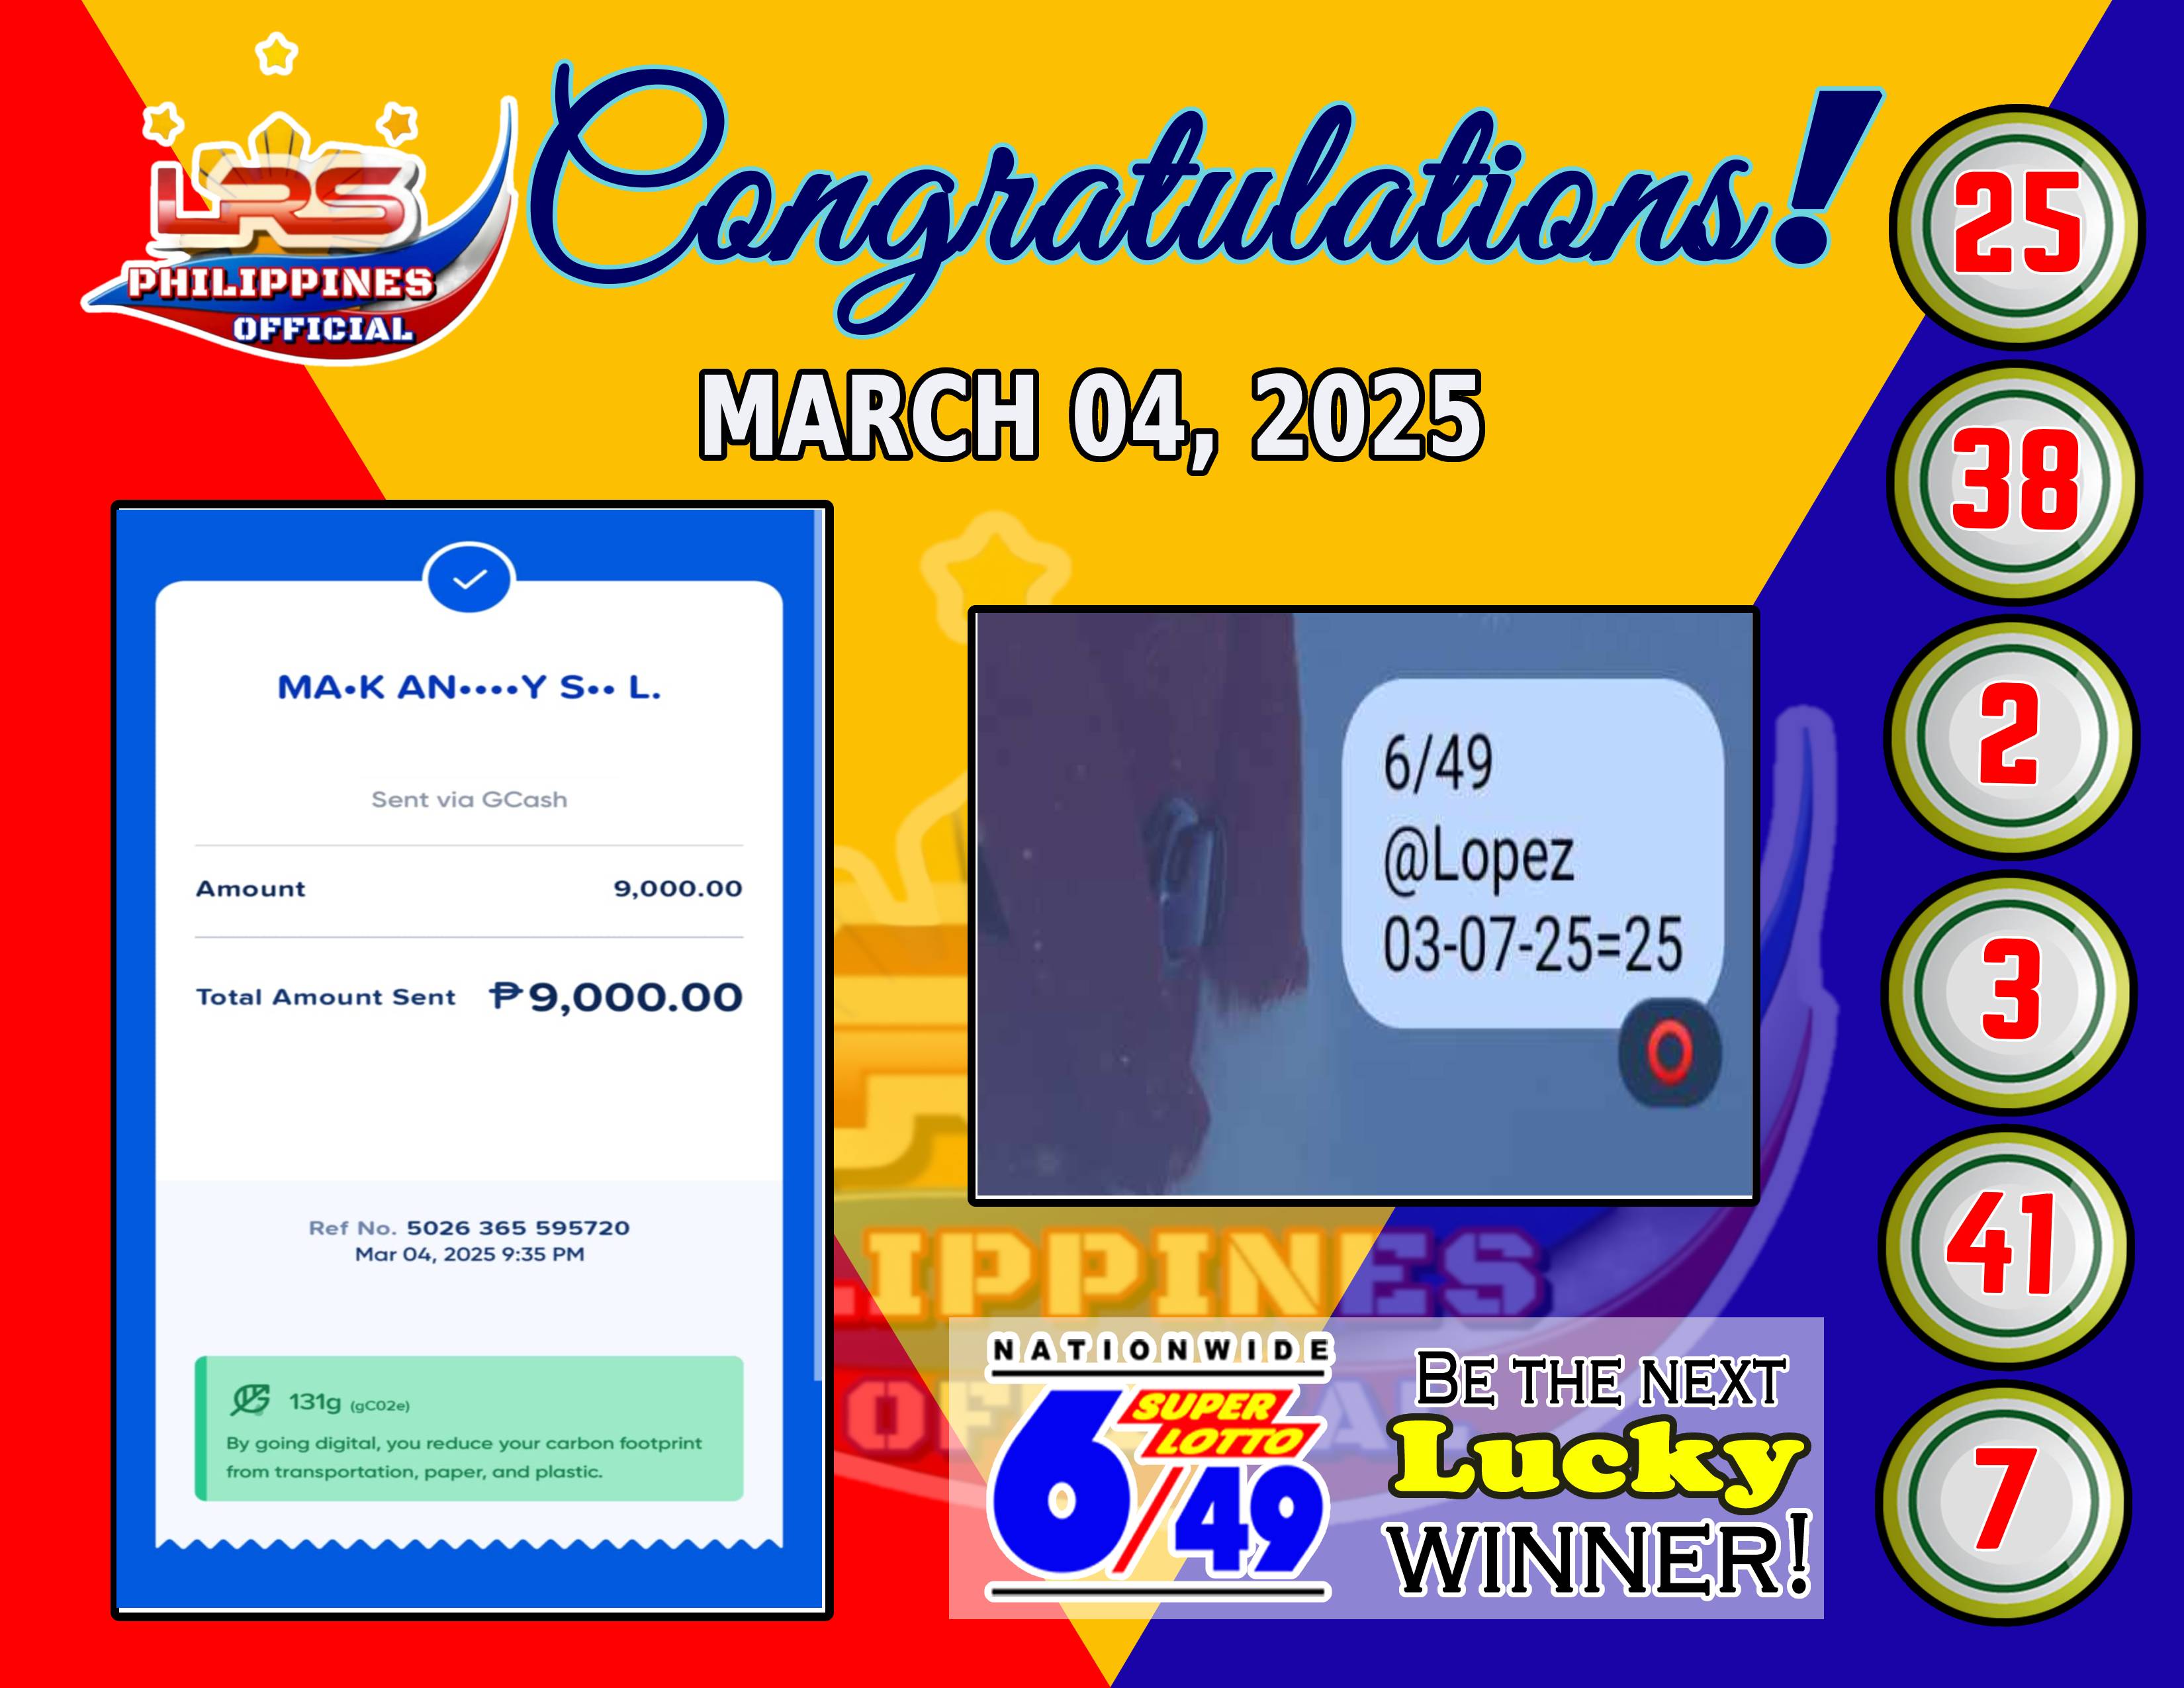 LRS
PHILIPPINES
OFFICIAL
Congratulations!
MARCH 04, 2025
MA•K AN••••Y S•• L.
Sent via GCash
Amount 9,000.00
Total Amount Sent ₱9,000.00
Ref No. 5026 365 595720
Mar 04, 2025 9:35 PM
131g (gCO2e)
By going digital, you reduce your carbon footprint
from transportation, paper, and plastic.
6/49
@Lopez
03-07-25=25
LIPPINES
NATIONWIDE
SUPER
LOTTO
6/49
BE THE NEXT
Lucky
WINNER!
25
38
2
3
41
7